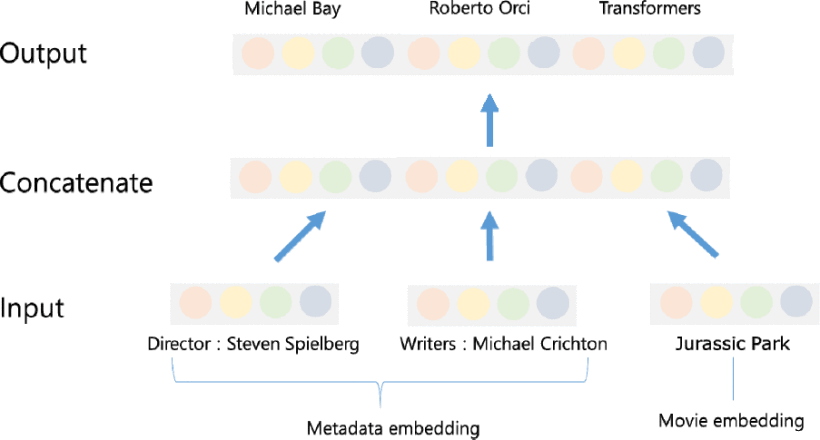 Michael Bay
Roberto Orci
Transformers
Output
Concatenate
Input
Director : Steven Spielberg
Writers : Michael Crichton
Jurassic Park
Metadata embedding
Movie embedding